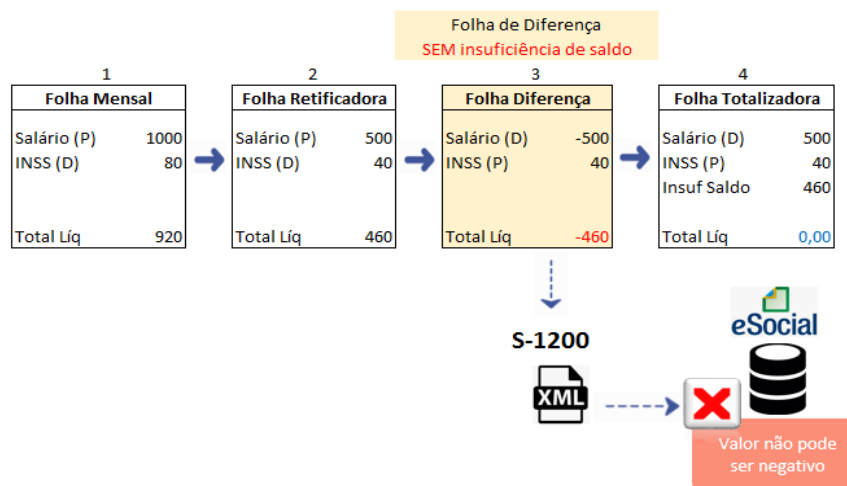 Folha de Diferença
SEM insuficiência de saldo
1 2 3 4
Folha Mensal
Salário (P) 1000
INSS (D) 80
Total Líq 920
Folha Retificadora
Salário (P) 500
INSS (D) 40
Total Líq 460
Folha Diferença
Salário (D) -500
INSS (P) 40
Total Líq -460
Folha Totalizadora
Salário (D) 500
INSS (P) 40
Insuf Saldo 460
Total Líq 0,00
S-1200
XML
eSocial
Valor não pode
ser negativo